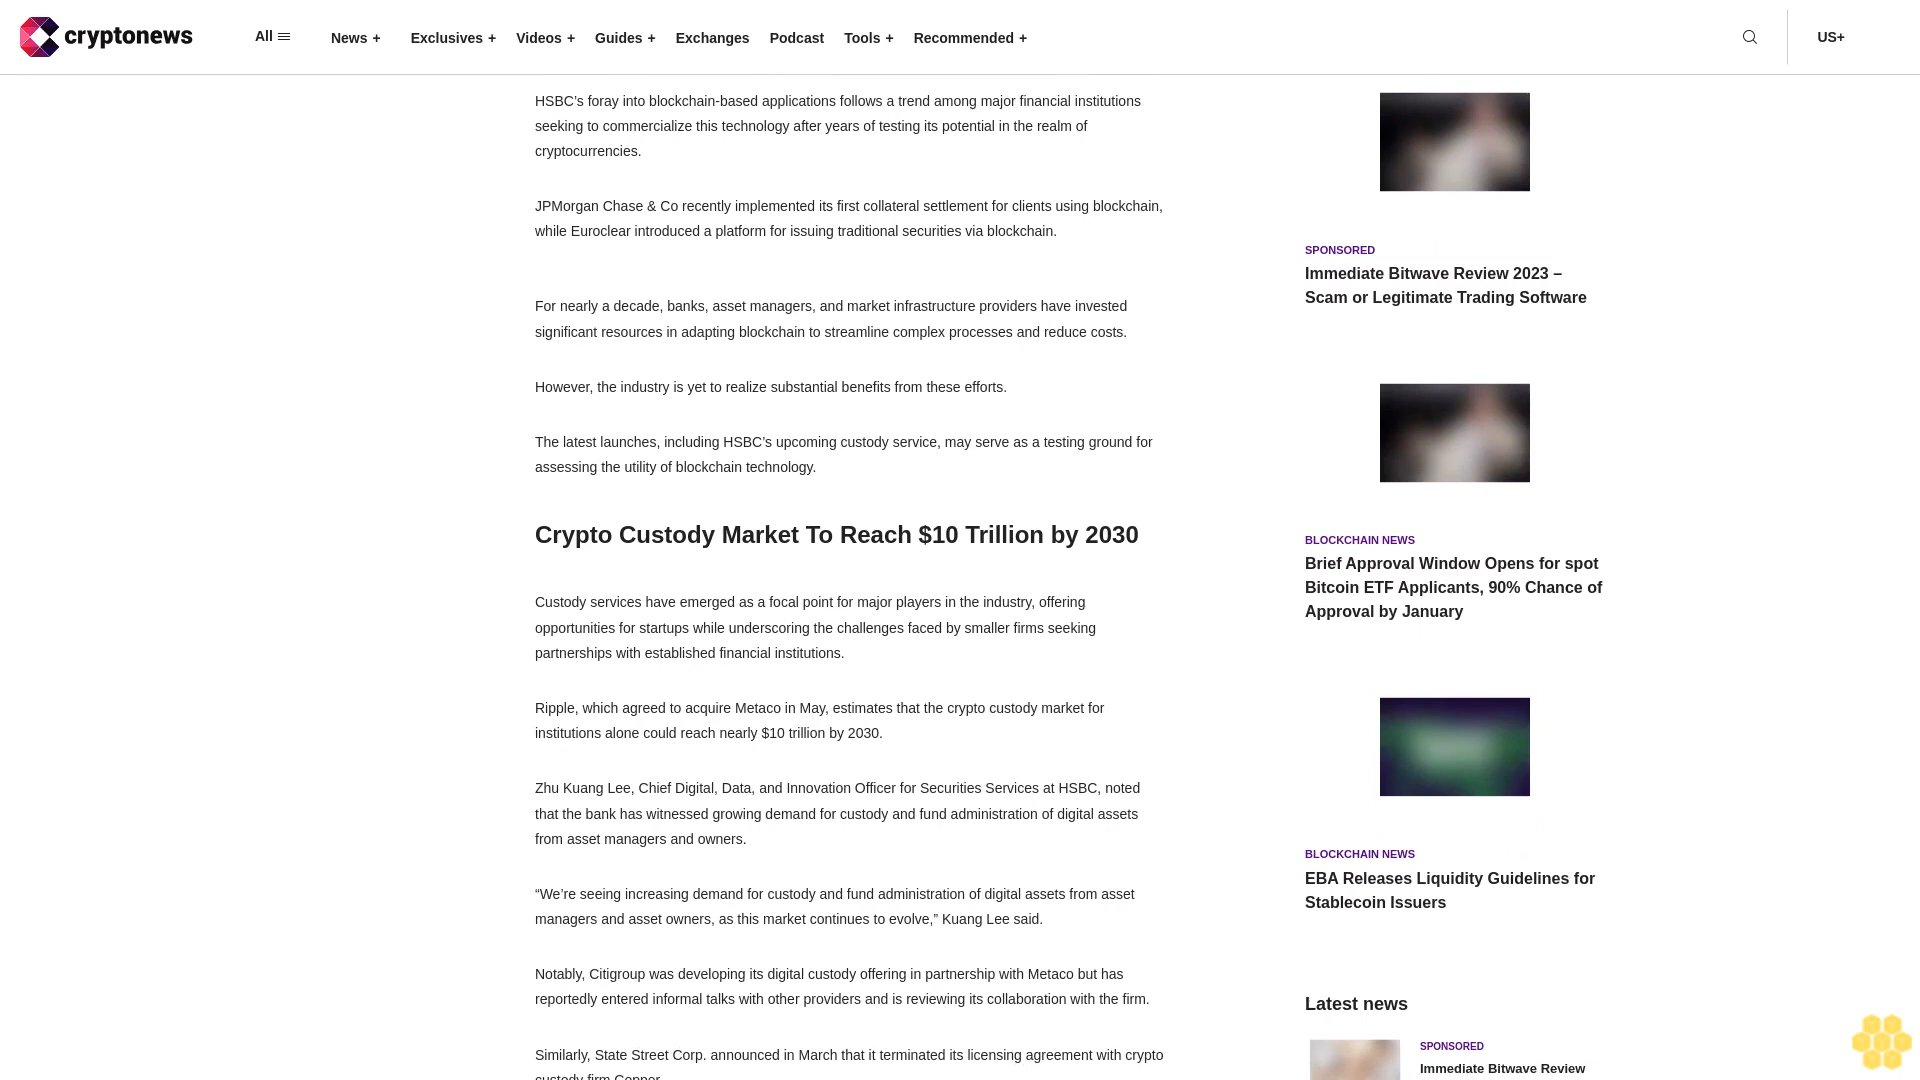 cryptonews
All
News +
Exclusives +
Videos +
Guides +
Exchanges
Podcast
Tools +
Recommended +
US+
HSBC’s foray into blockchain-based applications follows a trend among major financial institutions
seeking to commercialize this technology after years of testing its potential in the realm of
cryptocurrencies.
JPMorgan Chase & Co recently implemented its first collateral settlement for clients using blockchain,
while Euroclear introduced a platform for issuing traditional securities via blockchain.
For nearly a decade, banks, asset managers, and market infrastructure providers have invested
significant resources in adapting blockchain to streamline complex processes and reduce costs.
However, the industry is yet to realize substantial benefits from these efforts.
The latest launches, including HSBC’s upcoming custody service, may serve as a testing ground for
assessing the utility of blockchain technology.
Crypto Custody Market To Reach $10 Trillion by 2030
Custody services have emerged as a focal point for major players in the industry, offering
opportunities for startups while underscoring the challenges faced by smaller firms seeking
partnerships with established financial institutions.
Ripple, which agreed to acquire Metaco in May, estimates that the crypto custody market for
institutions alone could reach nearly $10 trillion by 2030.
Zhu Kuang Lee, Chief Digital, Data, and Innovation Officer for Securities Services at HSBC, noted
that the bank has witnessed growing demand for custody and fund administration of digital assets
from asset managers and owners.
“We’re seeing increasing demand for custody and fund administration of digital assets from asset
managers and asset owners, as this market continues to evolve,” Kuang Lee said.
Notably, Citigroup was developing its digital custody offering in partnership with Metaco but has
reportedly entered informal talks with other providers and is reviewing its collaboration with the firm.
Similarly, State Street Corp. announced in March that it terminated its licensing agreement with crypto
custody firm Copper.
SPONSORED
Immediate Bitwave Review 2023 –
Scam or Legitimate Trading Software
BLOCKCHAIN NEWS
Brief Approval Window Opens for spot
Bitcoin ETF Applicants, 90% Chance of
Approval by January
BLOCKCHAIN NEWS
EBA Releases Liquidity Guidelines for
Stablecoin Issuers
Latest news
SPONSORED
Immediate Bitwave Review